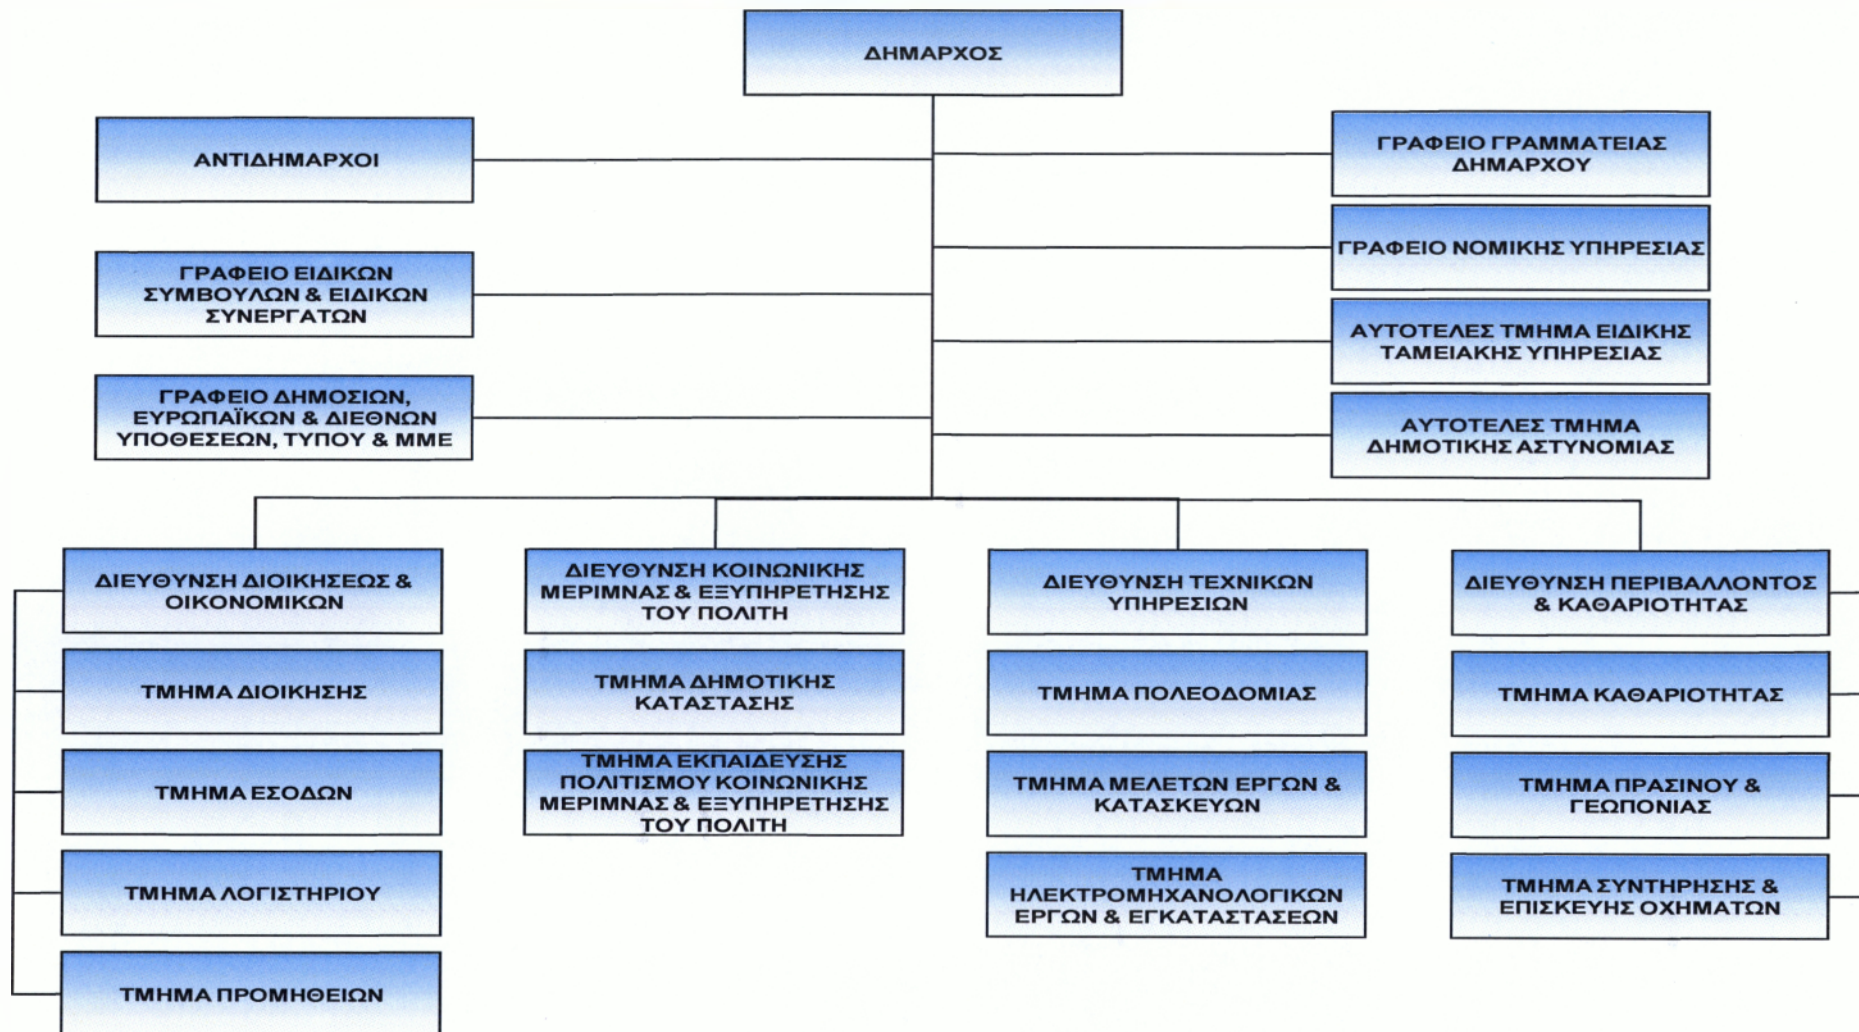 ΔΗΜΑΡΧΟΣ
ΑΝΤΙΔΗΜΑΡΧΟΙ
ΓΡΑΦΕΙΟ ΕΙΔΙΚΩΝ
ΣΥΜΒΟΥΛΩΝ & ΕΙΔΙΚΩΝ
ΣΥΝΕΡΓΑΤΩΝ
ΓΡΑΦΕΙΟ ΔΗΜΟΣΙΩΝ,
ΕΥΡΩΠΑΪΚΩΝ & ΔΙΕΘΝΩΝ
ΥΠΟΘΕΣΕΩΝ, ΤΥΠΟΥ & ΜΜΕ
ΓΡΑΦΕΙΟ ΓΡΑΜΜΑΤΕΙΑΣ
ΔΗΜΑΡΧΟΥ
ΓΡΑΦΕΙΟ ΝΟΜΙΚΗΣ ΥΠΗΡΕΣΙΑΣ
ΑΥΤΟΤΕΛΕΣ ΤΜΗΜΑ ΕΙΔΙΚΗΣ
ΤΑΜΕΙΑΚΗΣ ΥΠΗΡΕΣΙΑΣ
ΑΥΤΟΤΕΛΕΣ ΤΜΗΜΑ
ΔΗΜΟΤΙΚΗΣ ΑΣΤΥΝΟΜΙΑΣ
ΔΙΕΥΘΥΝΣΗ ΔΙΟΙΚΗΣΕΩΣ &
ΟΙΚΟΝΟΜΙΚΩΝ
ΤΜΗΜΑ ΔΙΟΙΚΗΣΗΣ
ΤΜΗΜΑ ΕΣΟΔΩΝ
ΤΜΗΜΑ ΛΟΓΙΣΤΗΡΙΟΥ
ΤΜΗΜΑ ΠΡΟΜΗΘΕΙΩΝ
ΔΙΕΥΘΥΝΣΗ ΚΟΙΝΩΝΙΚΗΣ
ΜΕΡΙΜΝΑΣ & ΕΞΥΠΗΡΕΤΗΣΗΣ
ΤΟΥ ΠΟΛΙΤΗ
ΤΜΗΜΑ ΔΗΜΟΤΙΚΗΣ
ΚΑΤΑΣΤΑΣΗΣ
ΤΜΗΜΑ ΕΚΠΑΙΔΕΥΣΗΣ
ΠΟΛΙΤΙΣΜΟΥ ΚΟΙΝΩΝΙΚΗΣ
ΜΕΡΙΜΝΑΣ & ΕΞΥΠΗΡΕΤΗΣΗΣ
ΤΟΥ ΠΟΛΙΤΗ
ΔΙΕΥΘΥΝΣΗ ΤΕΧΝΙΚΩΝ
ΥΠΗΡΕΣΙΩΝ
ΤΜΗΜΑ ΠΟΛΕΟΔΟΜΙΑΣ
ΤΜΗΜΑ ΜΕΛΕΤΩΝ ΕΡΓΩΝ &
ΚΑΤΑΣΚΕΥΩΝ
ΤΜΗΜΑ
ΗΛΕΚΤΡΟΜΗΧΑΝΟΛΟΓΙΚΩΝ
ΕΡΓΩΝ & ΕΓΚΑΤΑΣΤΑΣΕΩΝ
ΔΙΕΥΘΥΝΣΗ ΠΕΡΙΒΑΛΛΟΝΤΟΣ
& ΚΑΘΑΡΙΟΤΗΤΑΣ
ΤΜΗΜΑ ΚΑΘΑΡΙΟΤΗΤΑΣ
ΤΜΗΜΑ ΠΡΑΣΙΝΟΥ &
ΓΕΩΠΟΝΙΑΣ
ΤΜΗΜΑ ΣΥΝΤΗΡΗΣΗΣ &
ΕΠΙΣΚΕΥΗΣ ΟΧΗΜΑΤΩΝ